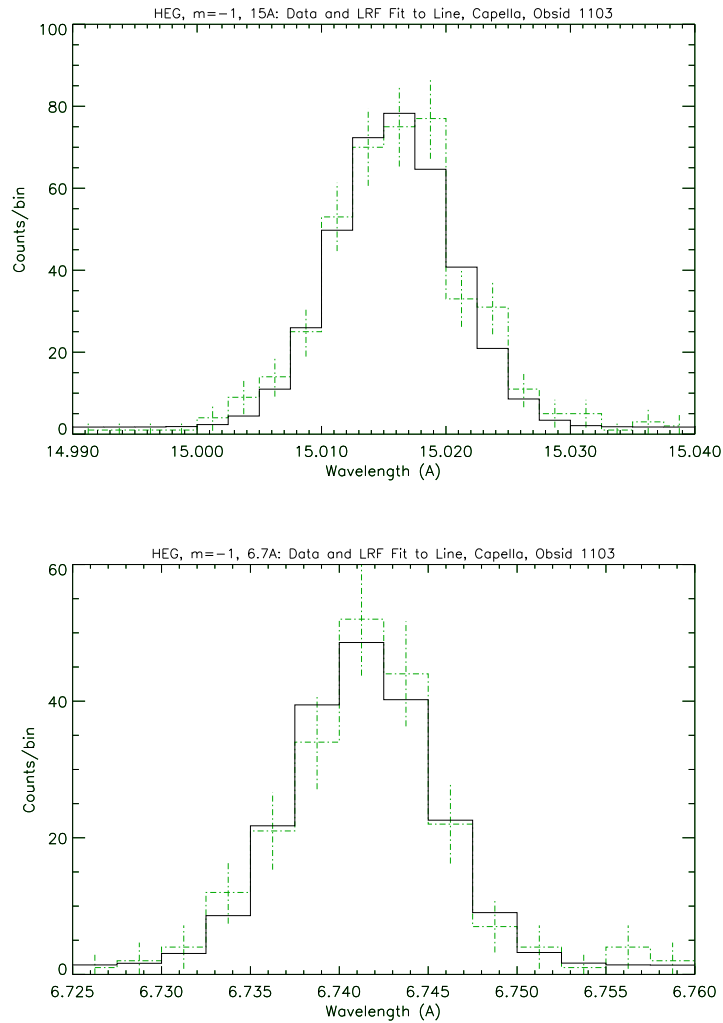 HEG, m=−1, 15A: Data and LRF Fit to Line, Capella, Obsid 1103
100
80
60
40
20
0
Counts/bin
14.990 15.000 15.010 15.020 15.030 15.040
Wavelength (A)
HEG, m=−1, 6.7A: Data and LRF Fit to Line, Capella, Obsid 1103
60
40
20
0
Counts/bin
6.725 6.730 6.735 6.740 6.745 6.750 6.755 6.760
Wavelength (A)